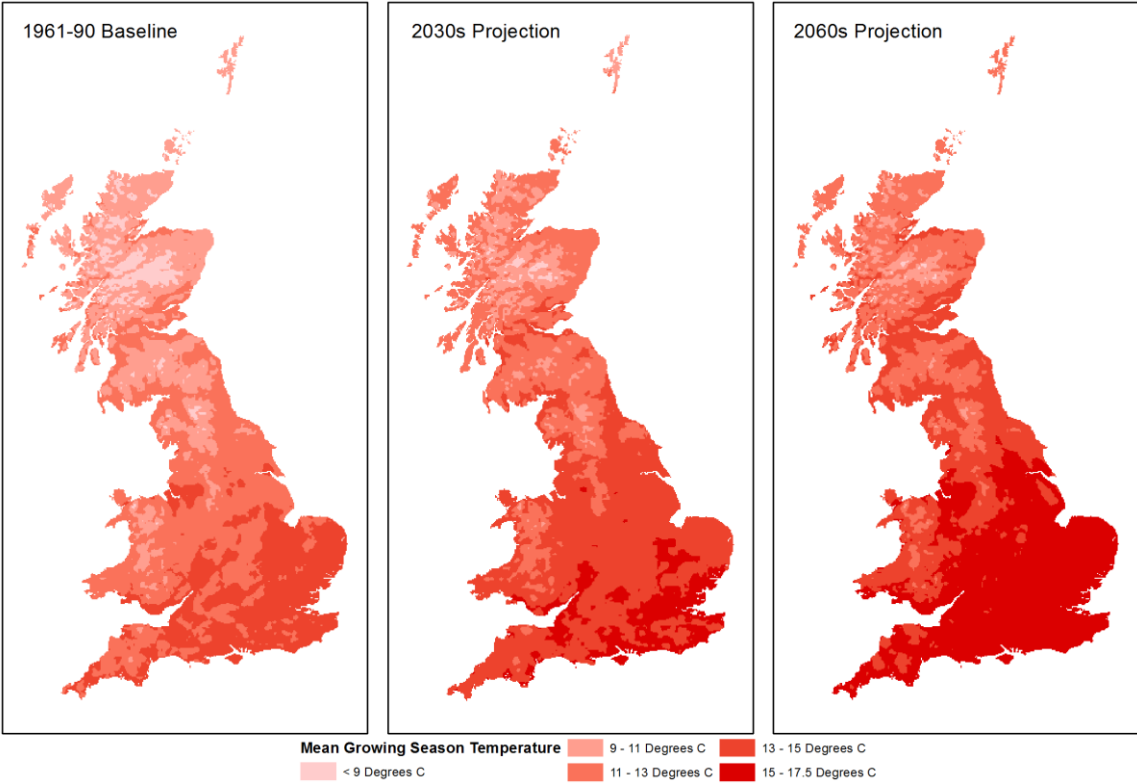 1961-90 Baseline
2030s Projection
2060s Projection
Mean Growing Season Temperature
< 9 Degrees C
9 - 11 Degrees C
11 - 13 Degrees C
13 - 15 Degrees C
15 - 17.5 Degrees C